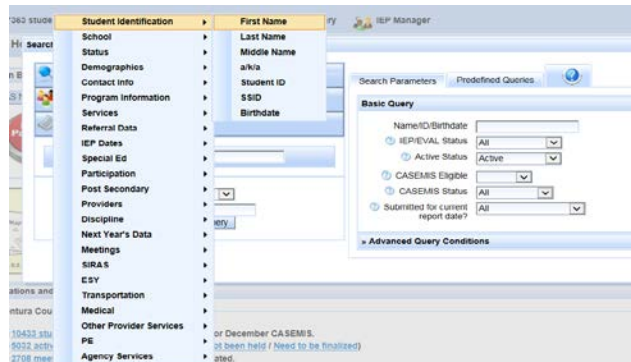 Student Identification
First Name
IEP Manager
School
Last Name
Status
Middle Name
Demographics
a/k/a
Contact Info
Student ID
Program Information
SSID
Services
Birthdate
Referral Data
IEP Dates
Special Ed
Participation
Post Secondary
Providers
Discipline
Next Year's Data
Meetings
SIRAS
ESY
Transportation
Medical
Other Provider Services
PE
Agency Services
Search Parameters
Predefined Queries
Basic Query
Name/ID/Birthdate
IEP/EVAL Status All
Active Status Active
CASEMIS Eligible
CASEMIS Status All
Submitted for current All
report date?
» Advanced Query Conditions
or December CASEMIS.
ot been held / Need to be finalized)
ated.